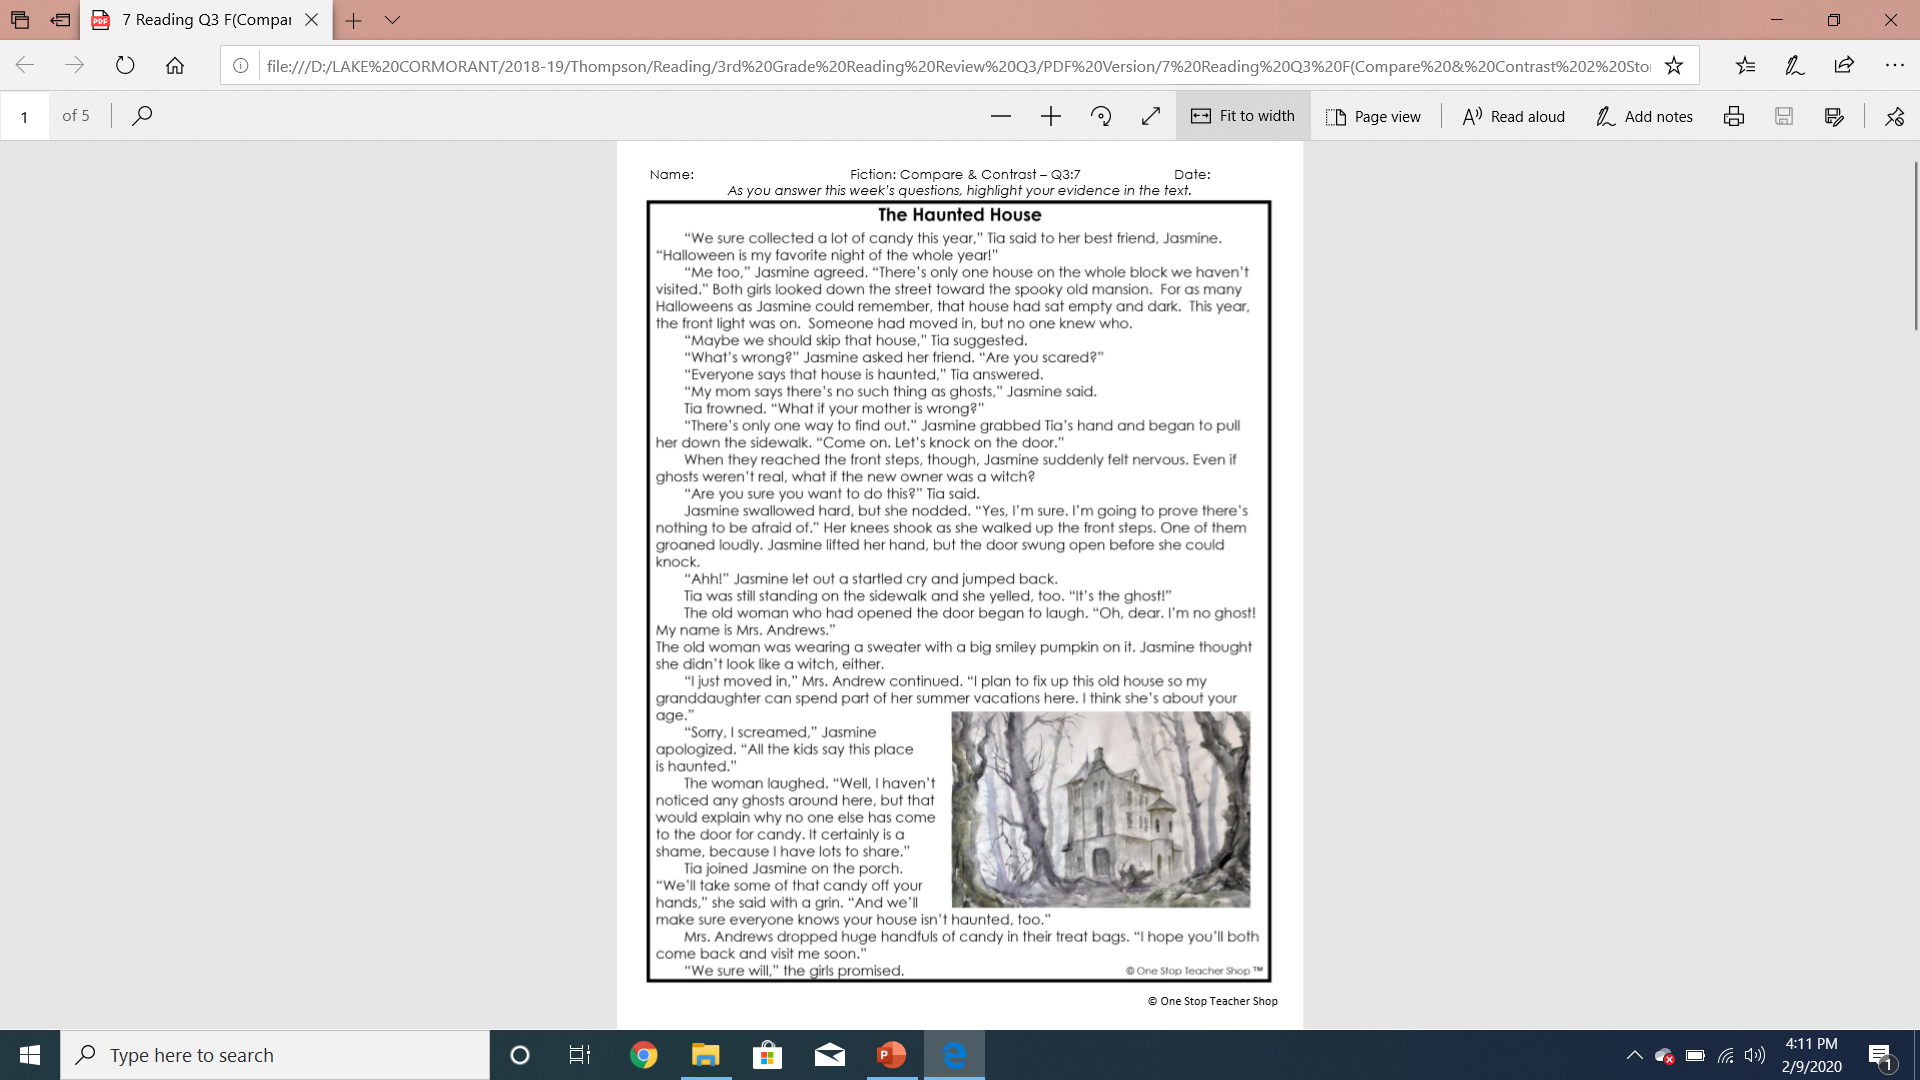 7 Reading Q3 F(Compar
file:///D:/LAKE%20CORMORANT/2018-19/Thompson/Reading/3rd%20Grade%20Reading%20Review%20Q3/PDF%20Version/7%20Reading%20Q3%20F(Compare%20&%20Contrast%202%20Sto
1 of 5
Fit to width
Page view
Read aloud
Add notes
Name: Fiction: Compare & Contrast – Q3:7 Date:
As you answer this week’s questions, highlight your evidence in the text.
The Haunted House
“We sure collected a lot of candy this year,” Tia said to her best friend, Jasmine.
“Halloween is my favorite night of the whole year!”
“Me too,” Jasmine agreed. “There’s only one house on the whole block we haven’t
visited.” Both girls looked down the street toward the spooky old mansion. For as many
Halloweens as Jasmine could remember, that house had sat empty and dark. This year,
the front light was on. Someone had moved in, but no one knew who.
“Maybe we should skip that house,” Tia suggested.
“What’s wrong?” Jasmine asked her friend. “Are you scared?”
“Everyone says that house is haunted,” Tia answered.
“My mom says there’s no such thing as ghosts,” Jasmine said.
Tia frowned. “What if your mother is wrong?”
“There’s only one way to find out.” Jasmine grabbed Tia’s hand and began to pull
her down the sidewalk. “Come on. Let’s knock on the door.”
When they reached the front steps, though, Jasmine suddenly felt nervous. Even if
ghosts weren’t real, what if the new owner was a witch?
“Are you sure you want to do this?” Tia said.
Jasmine swallowed hard, but she nodded. “Yes, I’m sure. I’m going to prove there’s
nothing to be afraid of.” Her knees shook as she walked up the front steps. One of them
groaned loudly. Jasmine lifted her hand, but the door swung open before she could
knock.
“Ahh!” Jasmine let out a startled cry and jumped back.
Tia was still standing on the sidewalk and she yelled, too. “It’s the ghost!”
The old woman who had opened the door began to laugh. “Oh, dear. I’m no ghost!
My name is Mrs. Andrews.”
The old woman was wearing a sweater with a big smiley pumpkin on it. Jasmine thought
she didn’t look like a witch, either.
“I just moved in,” Mrs. Andrew continued. “I plan to fix up this old house so my
granddaughter can spend part of her summer vacations here. I think she’s about your
age.”
“Sorry, I screamed,” Jasmine
apologized. “All the kids say this place
is haunted.”
The woman laughed. “Well, I haven’t
noticed any ghosts around here, but that
would explain why no one else has come
to the door for candy. It certainly is a
shame, because I have lots to share.”
Tia joined Jasmine on the porch.
“We’ll take some of that candy off your
hands,” she said with a grin. “And we’ll
make sure everyone knows your house isn’t haunted, too.”
Mrs. Andrews dropped huge handfuls of candy in their treat bags. “I hope you’ll both
come back and visit me soon.”
“We sure will,” the girls promised.
© One Stop Teacher Shop ™
© One Stop Teacher Shop
Type here to search
4:11 PM
2/9/2020
1